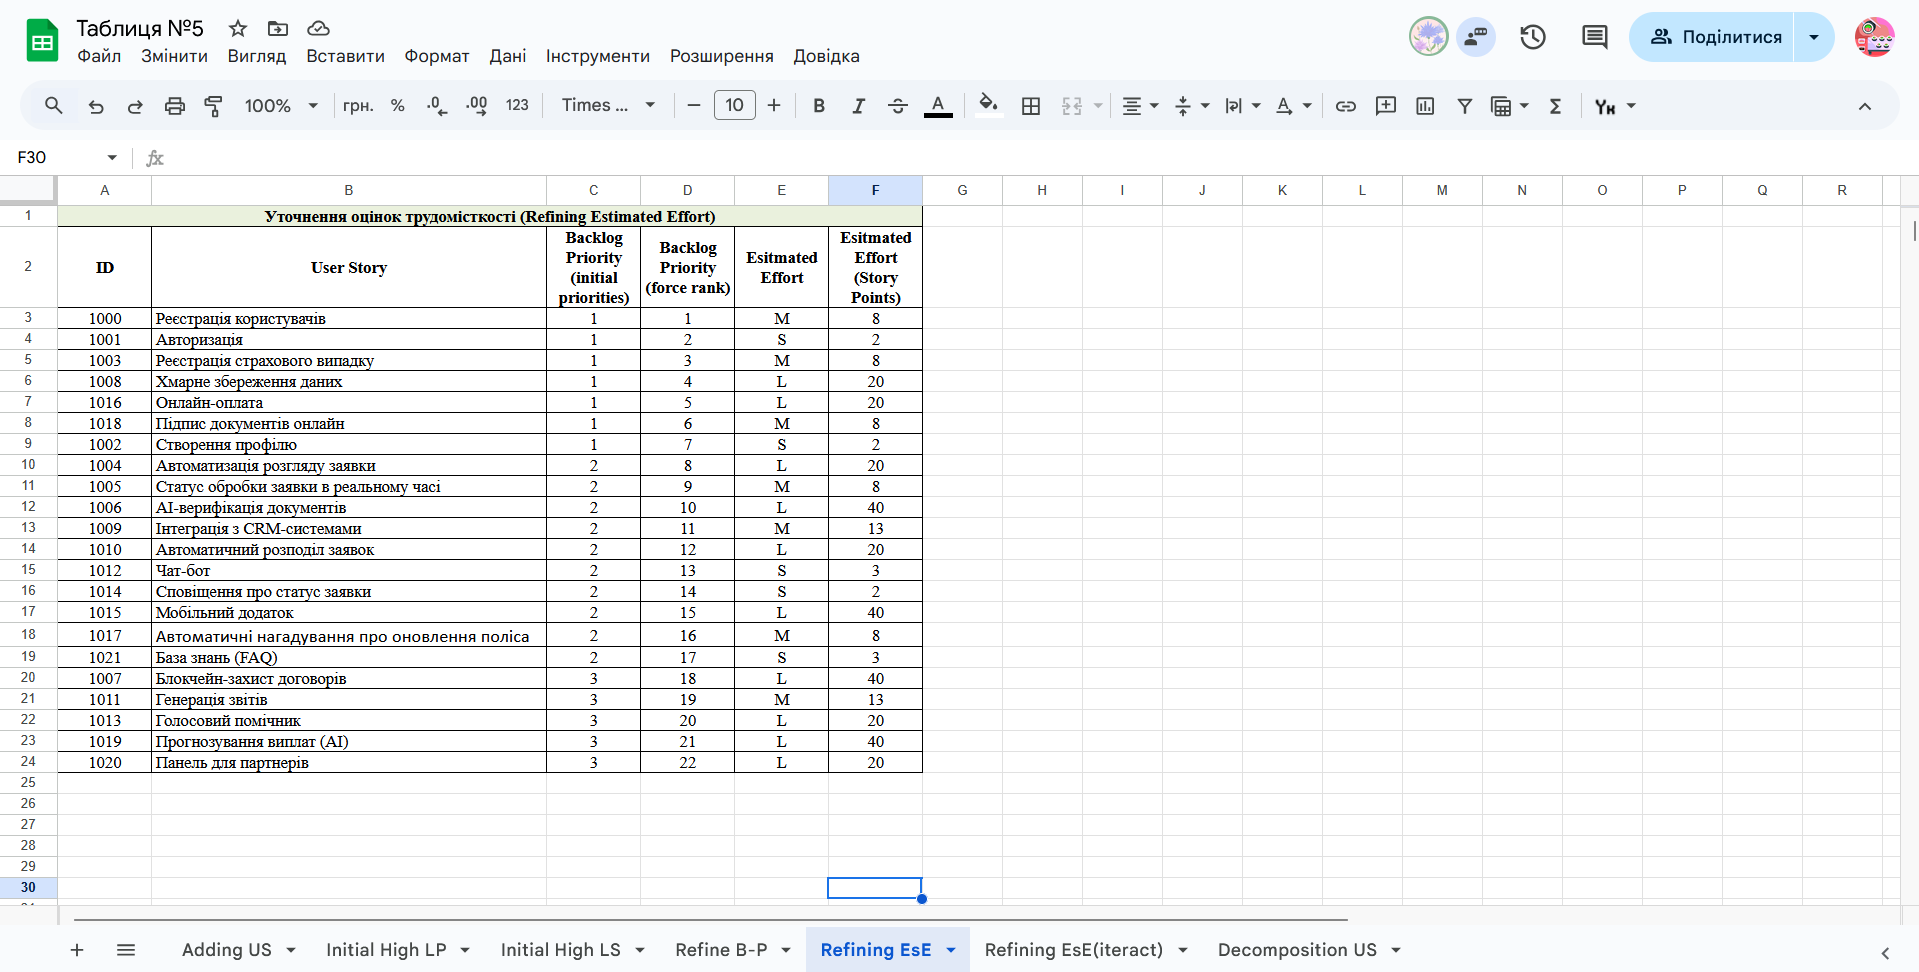 Таблиця №5
Файл Змінити Вигляд Вставити Формат Дані Інструменти Розширення Довідка
Поділитися
100% грн. % .0 .00 123 Times ... 10 B I A
F30 fx
A B C D E F G H I J K L M N O P Q R
1 Уточнення оцінок трудомісткості (Refining Estimated Effort)
2 ID User Story Backlog Priority (initial priorities) Backlog Priority (force rank) Esitmated Effort Esitmated Effort (Story Points)
3 1000 Реєстрація користувачів 1 1 M 8
4 1001 Авторизація 1 2 S 2
5 1003 Реєстрація страхового випадку 1 3 M 8
6 1008 Хмарне збереження даних 1 4 L 20
7 1016 Онлайн-оплата 1 5 L 20
8 1018 Підпис документів онлайн 1 6 M 8
9 1002 Створення профілю 1 7 S 2
10 1004 Автоматизація розгляду заявки 2 8 L 20
11 1005 Статус обробки заявки в реальному часі 2 9 M 8
12 1006 AI-верифікація документів 2 10 L 40
13 1009 Інтеграція з CRM-системами 2 11 M 13
14 1010 Автоматичний розподіл заявок 2 12 L 20
15 1012 Чат-бот 2 13 S 3
16 1014 Сповіщення про статус заявки 2 14 S 2
17 1015 Мобільний додаток 2 15 L 40
18 1017 Автоматичні нагадування про оновлення поліса 2 16 M 8
19 1021 База знань (FAQ) 2 17 S 3
20 1007 Блокчейн-захист договорів 3 18 L 40
21 1011 Генерація звітів 3 19 M 13
22 1013 Голосовий помічник 3 20 L 20
23 1019 Прогнозування виплат (AI) 3 21 L 40
24 1020 Панель для партнерів 3 22 L 20
25
26
27
28
29
30
Adding US Initial High LP Initial High LS Refine B-P Refining EsE Refining EsE(iteract) Decomposition US